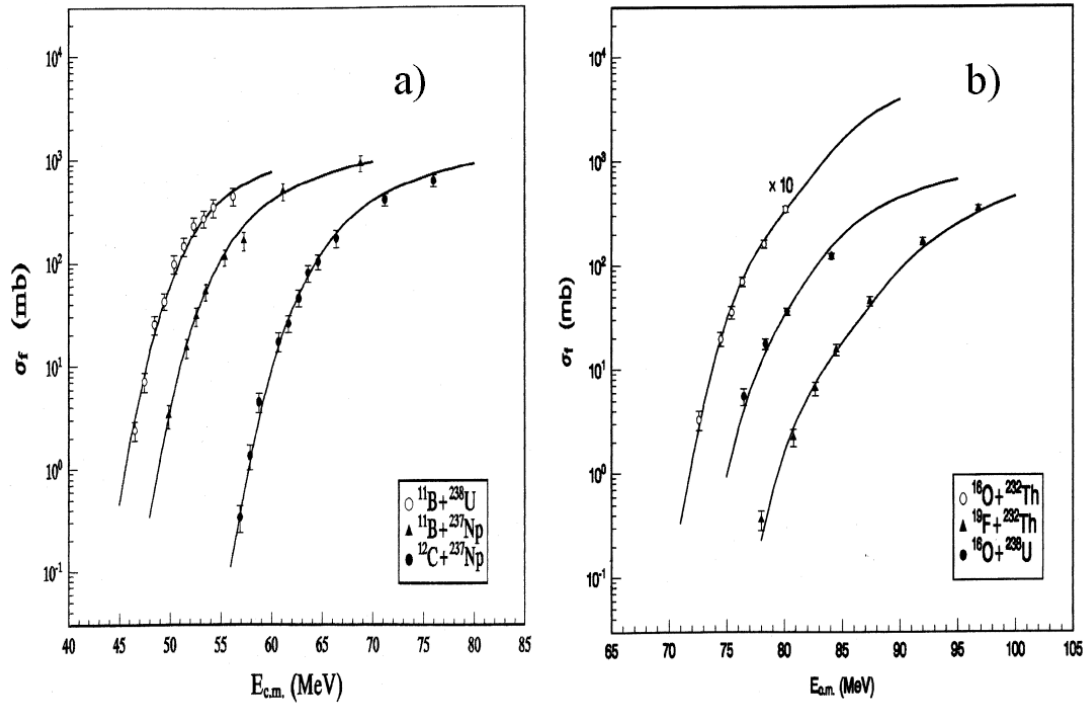 a)
10⁴
10³
10²
10¹
10⁰
10⁻¹
σf (mb)
¹¹B+²³⁸U
¹¹B+²³⁷Np
¹²C+²³⁷Np
40 45 50 55 60 65 70 75 80 85
Ec.m. (MeV)
b)
10⁴
10³
10²
10¹
10⁰
10⁻¹
σf (mb)
× 10
¹⁶O+²³²Th
¹⁹F+²³²Th
¹⁶O+²³⁸U
65 70 75 80 85 90 95 100 105
Ec.m. (MeV)